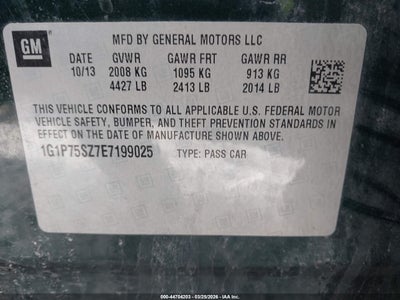 GM
MFD BY GENERAL MOTORS LLC
DATE GVWR GAWR FRT GAWR RR
10/13 2008 KG 1095 KG 913 KG
4427 LB 2413 LB 2014 LB
THIS VEHICLE CONFORMS TO ALL APPLICABLE U.S. FEDERAL MOTOR
VEHICLE SAFETY, BUMPER, AND THEFT PREVENTION STANDARDS IN
EFFECT ON THE DATE OF MANUFACTURE SHOWN ABOVE.
1G1P75SZ7E7199025 TYPE: PASS CAR
000-44704203 - 03/29/2026 - IAA Inc.